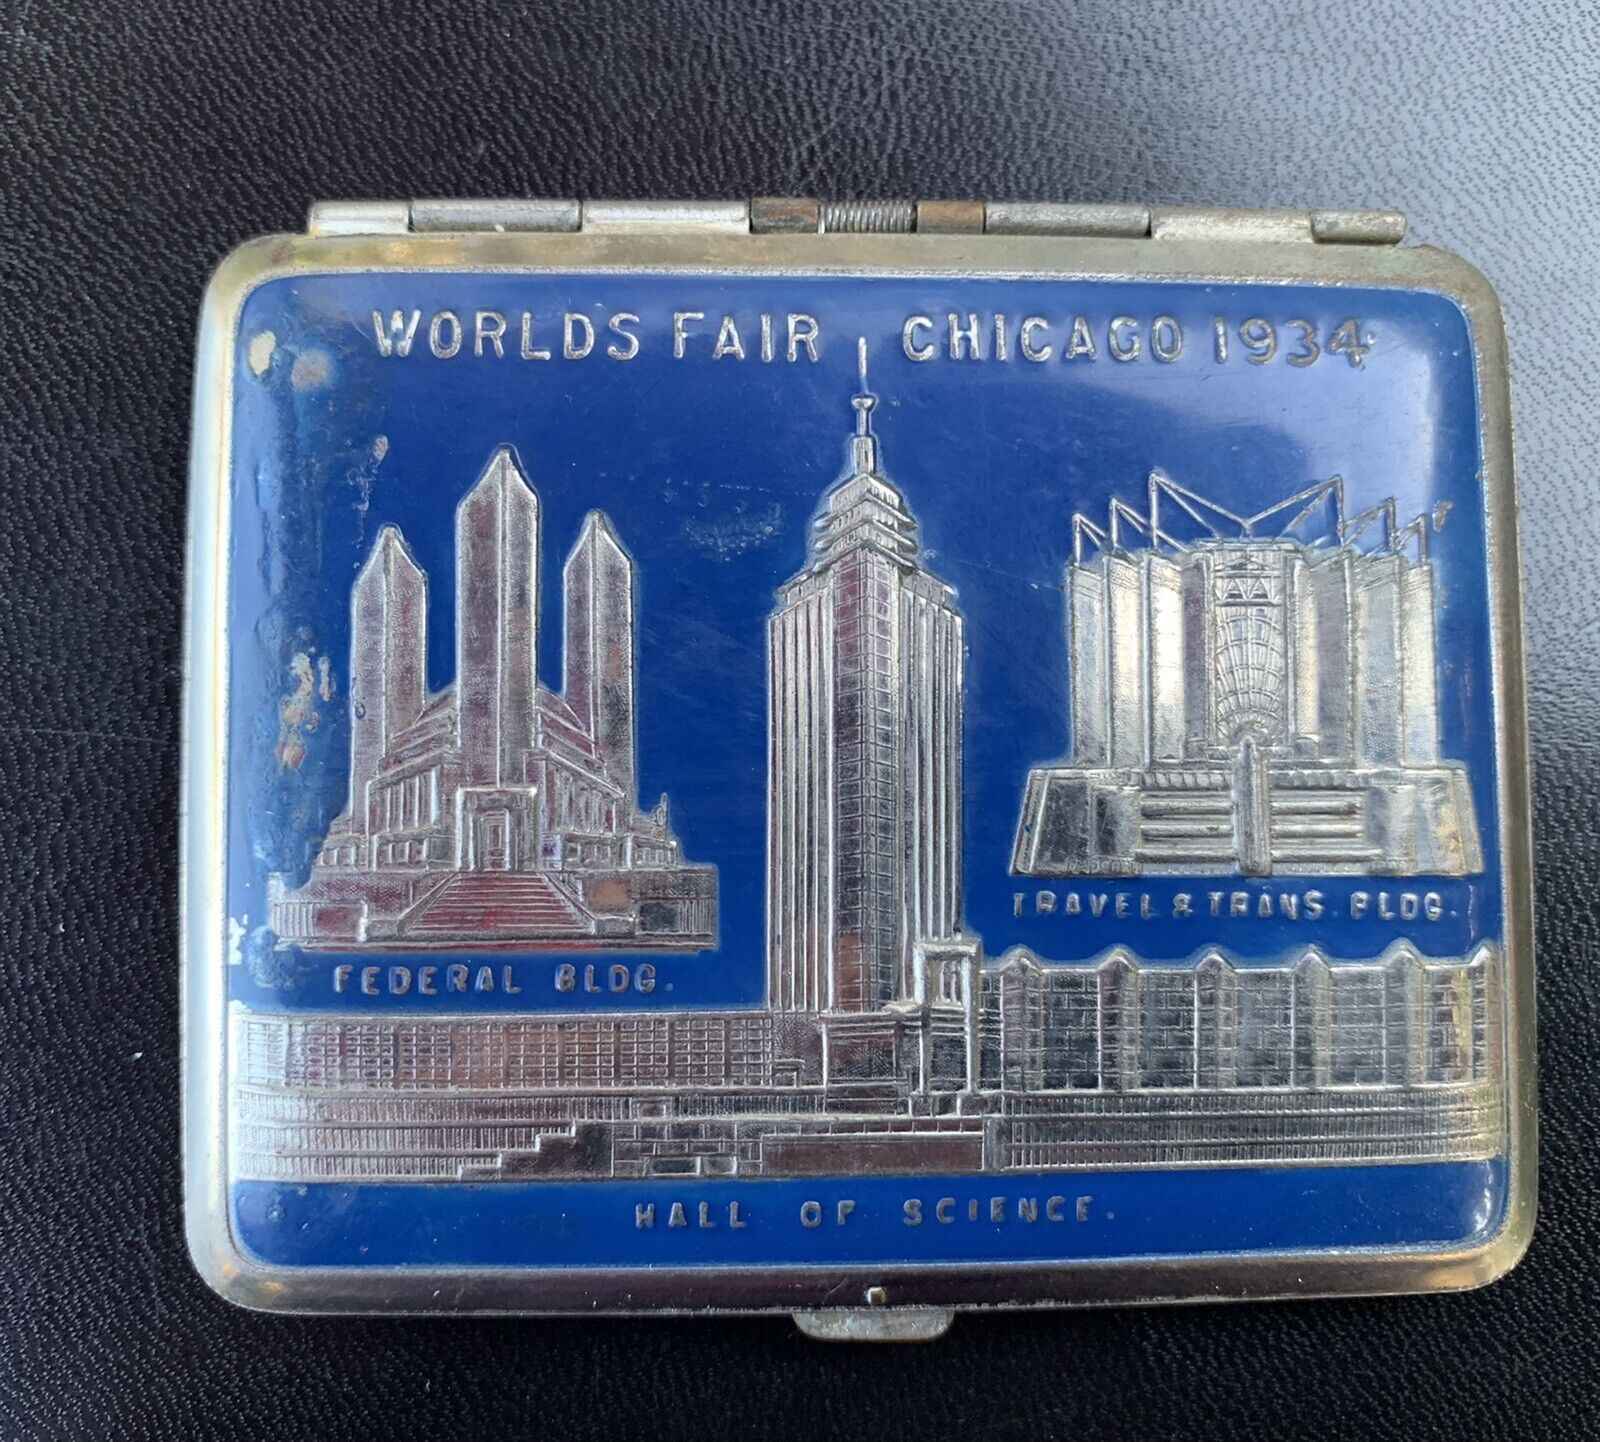 WORLDS FAIR CHICAGO 1934
FEDERAL BLDG.
TRAVEL & TRANS. BLDG.
HALL OF SCIENCE.